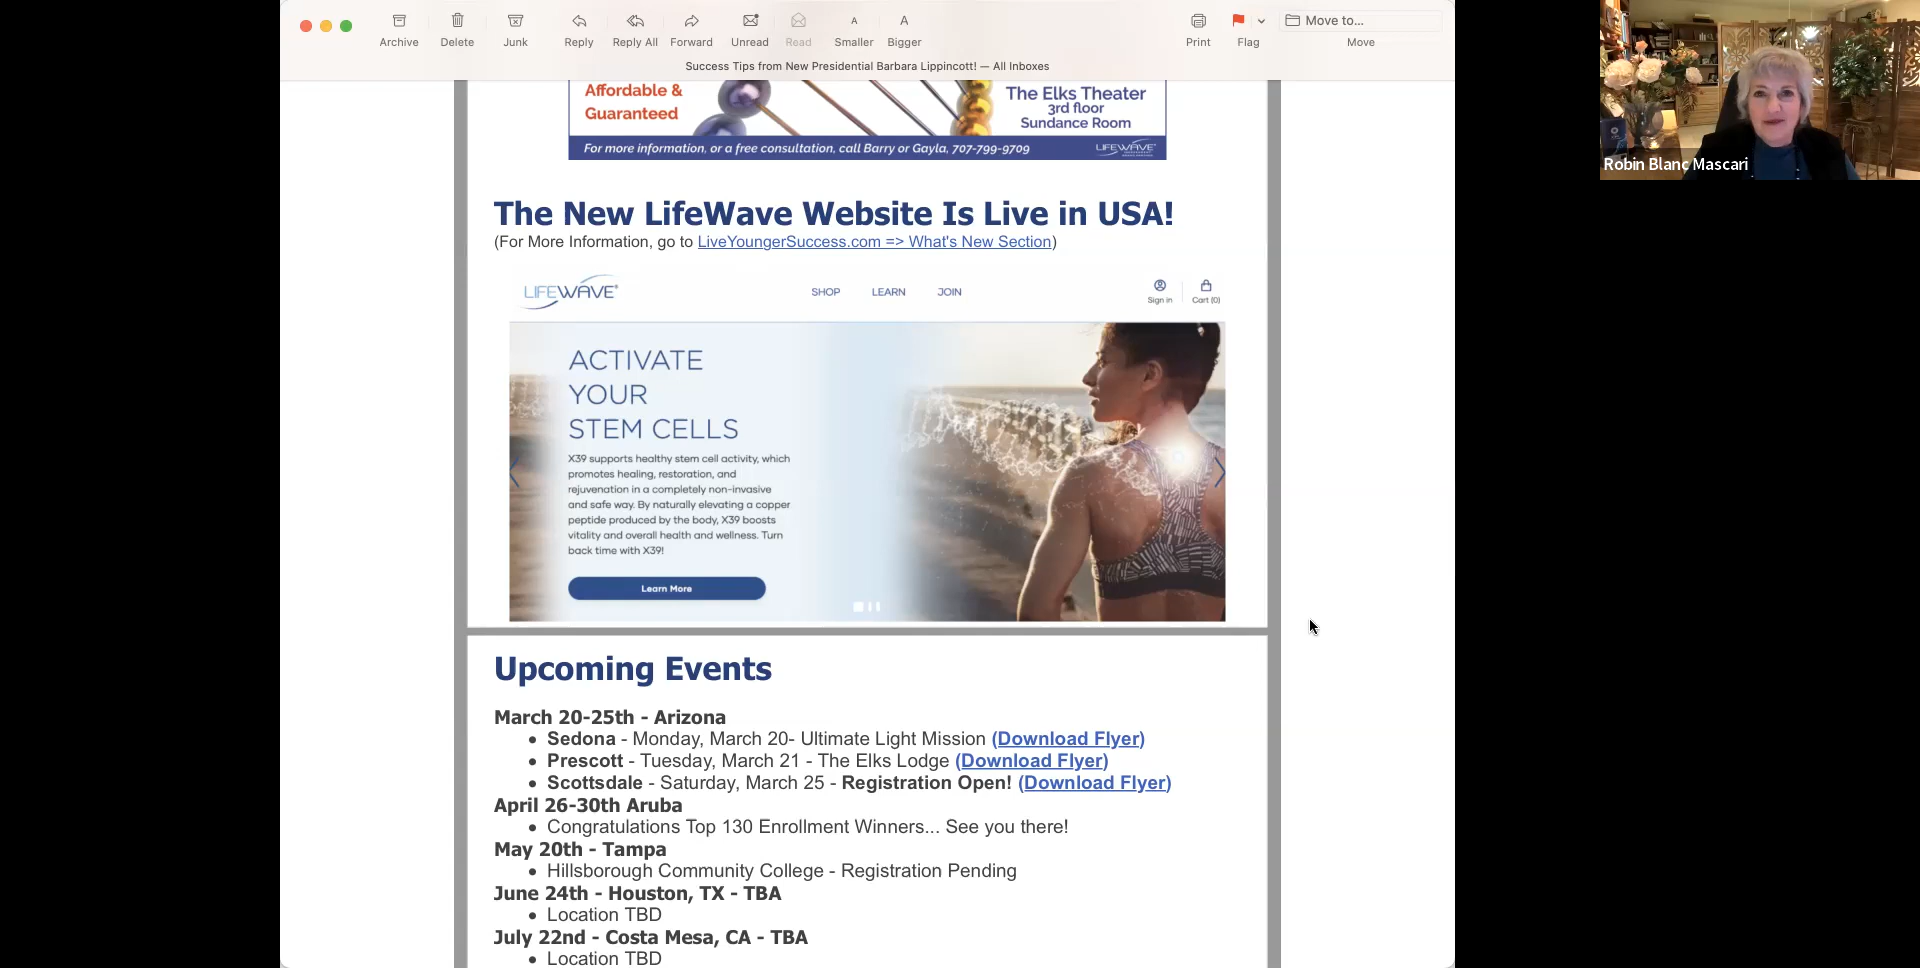 Archive
Delete
Junk
Reply
Reply All
Forward
Unread
Read
A
Smaller
A
Bigger
Print
Flag
Move to...
Move
Success Tips from New Presidential Barbara Lippincott! — All Inboxes
Robin Blanc Mascari
Affordable &
Guaranteed
The Elks Theater
3rd floor
Sundance Room
For more information, or a free consultation, call Barry or Gayla, 707-799-9709
LIFEWAVE
The New LifeWave Website Is Live in USA!
(For More Information, go to LiveYoungerSuccess.com => What's New Section)
LIFEWAVE®
SHOP
LEARN
JOIN
Sign in
Cart (0)
ACTIVATE
YOUR
STEM CELLS
X39 supports healthy stem cell activity, which
promotes healing, restoration, and
rejuvenation in a completely non-invasive
and safe way. By naturally elevating a copper
peptide produced by the body, X39 boosts
vitality and overall health and wellness. Turn
back time with X39!
Learn More
Upcoming Events
March 20-25th - Arizona
• Sedona - Monday, March 20- Ultimate Light Mission (Download Flyer)
• Prescott - Tuesday, March 21 - The Elks Lodge (Download Flyer)
• Scottsdale - Saturday, March 25 - Registration Open! (Download Flyer)
April 26-30th Aruba
• Congratulations Top 130 Enrollment Winners... See you there!
May 20th - Tampa
• Hillsborough Community College - Registration Pending
June 24th - Houston, TX - TBA
• Location TBD
July 22nd - Costa Mesa, CA - TBA
• Location TBD